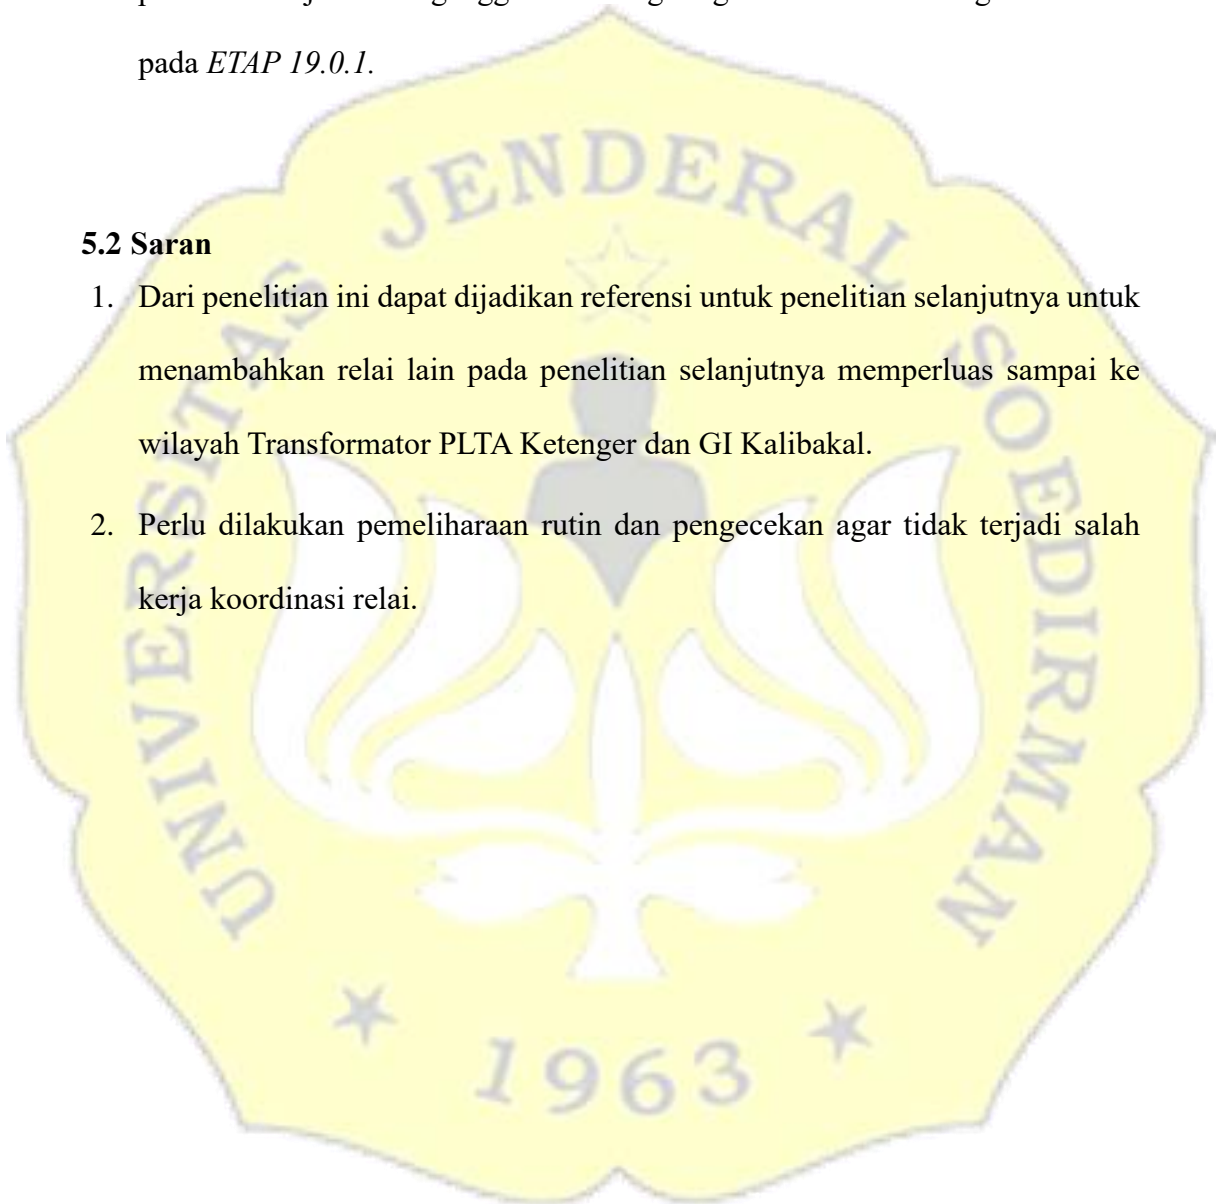 pada ETAP 19.0.1.
UNIVERSITAS JENDERAL SOEDIRMAN
5.2 Saran
1. Dari penelitian ini dapat dijadikan referensi untuk penelitian selanjutnya untuk
menambahkan relai lain pada penelitian selanjutnya memperluas sampai ke
wilayah Transformator PLTA Ketenger dan GI Kalibakal.
2. Perlu dilakukan pemeliharaan rutin dan pengecekan agar tidak terjadi salah
kerja koordinasi relai.
1963